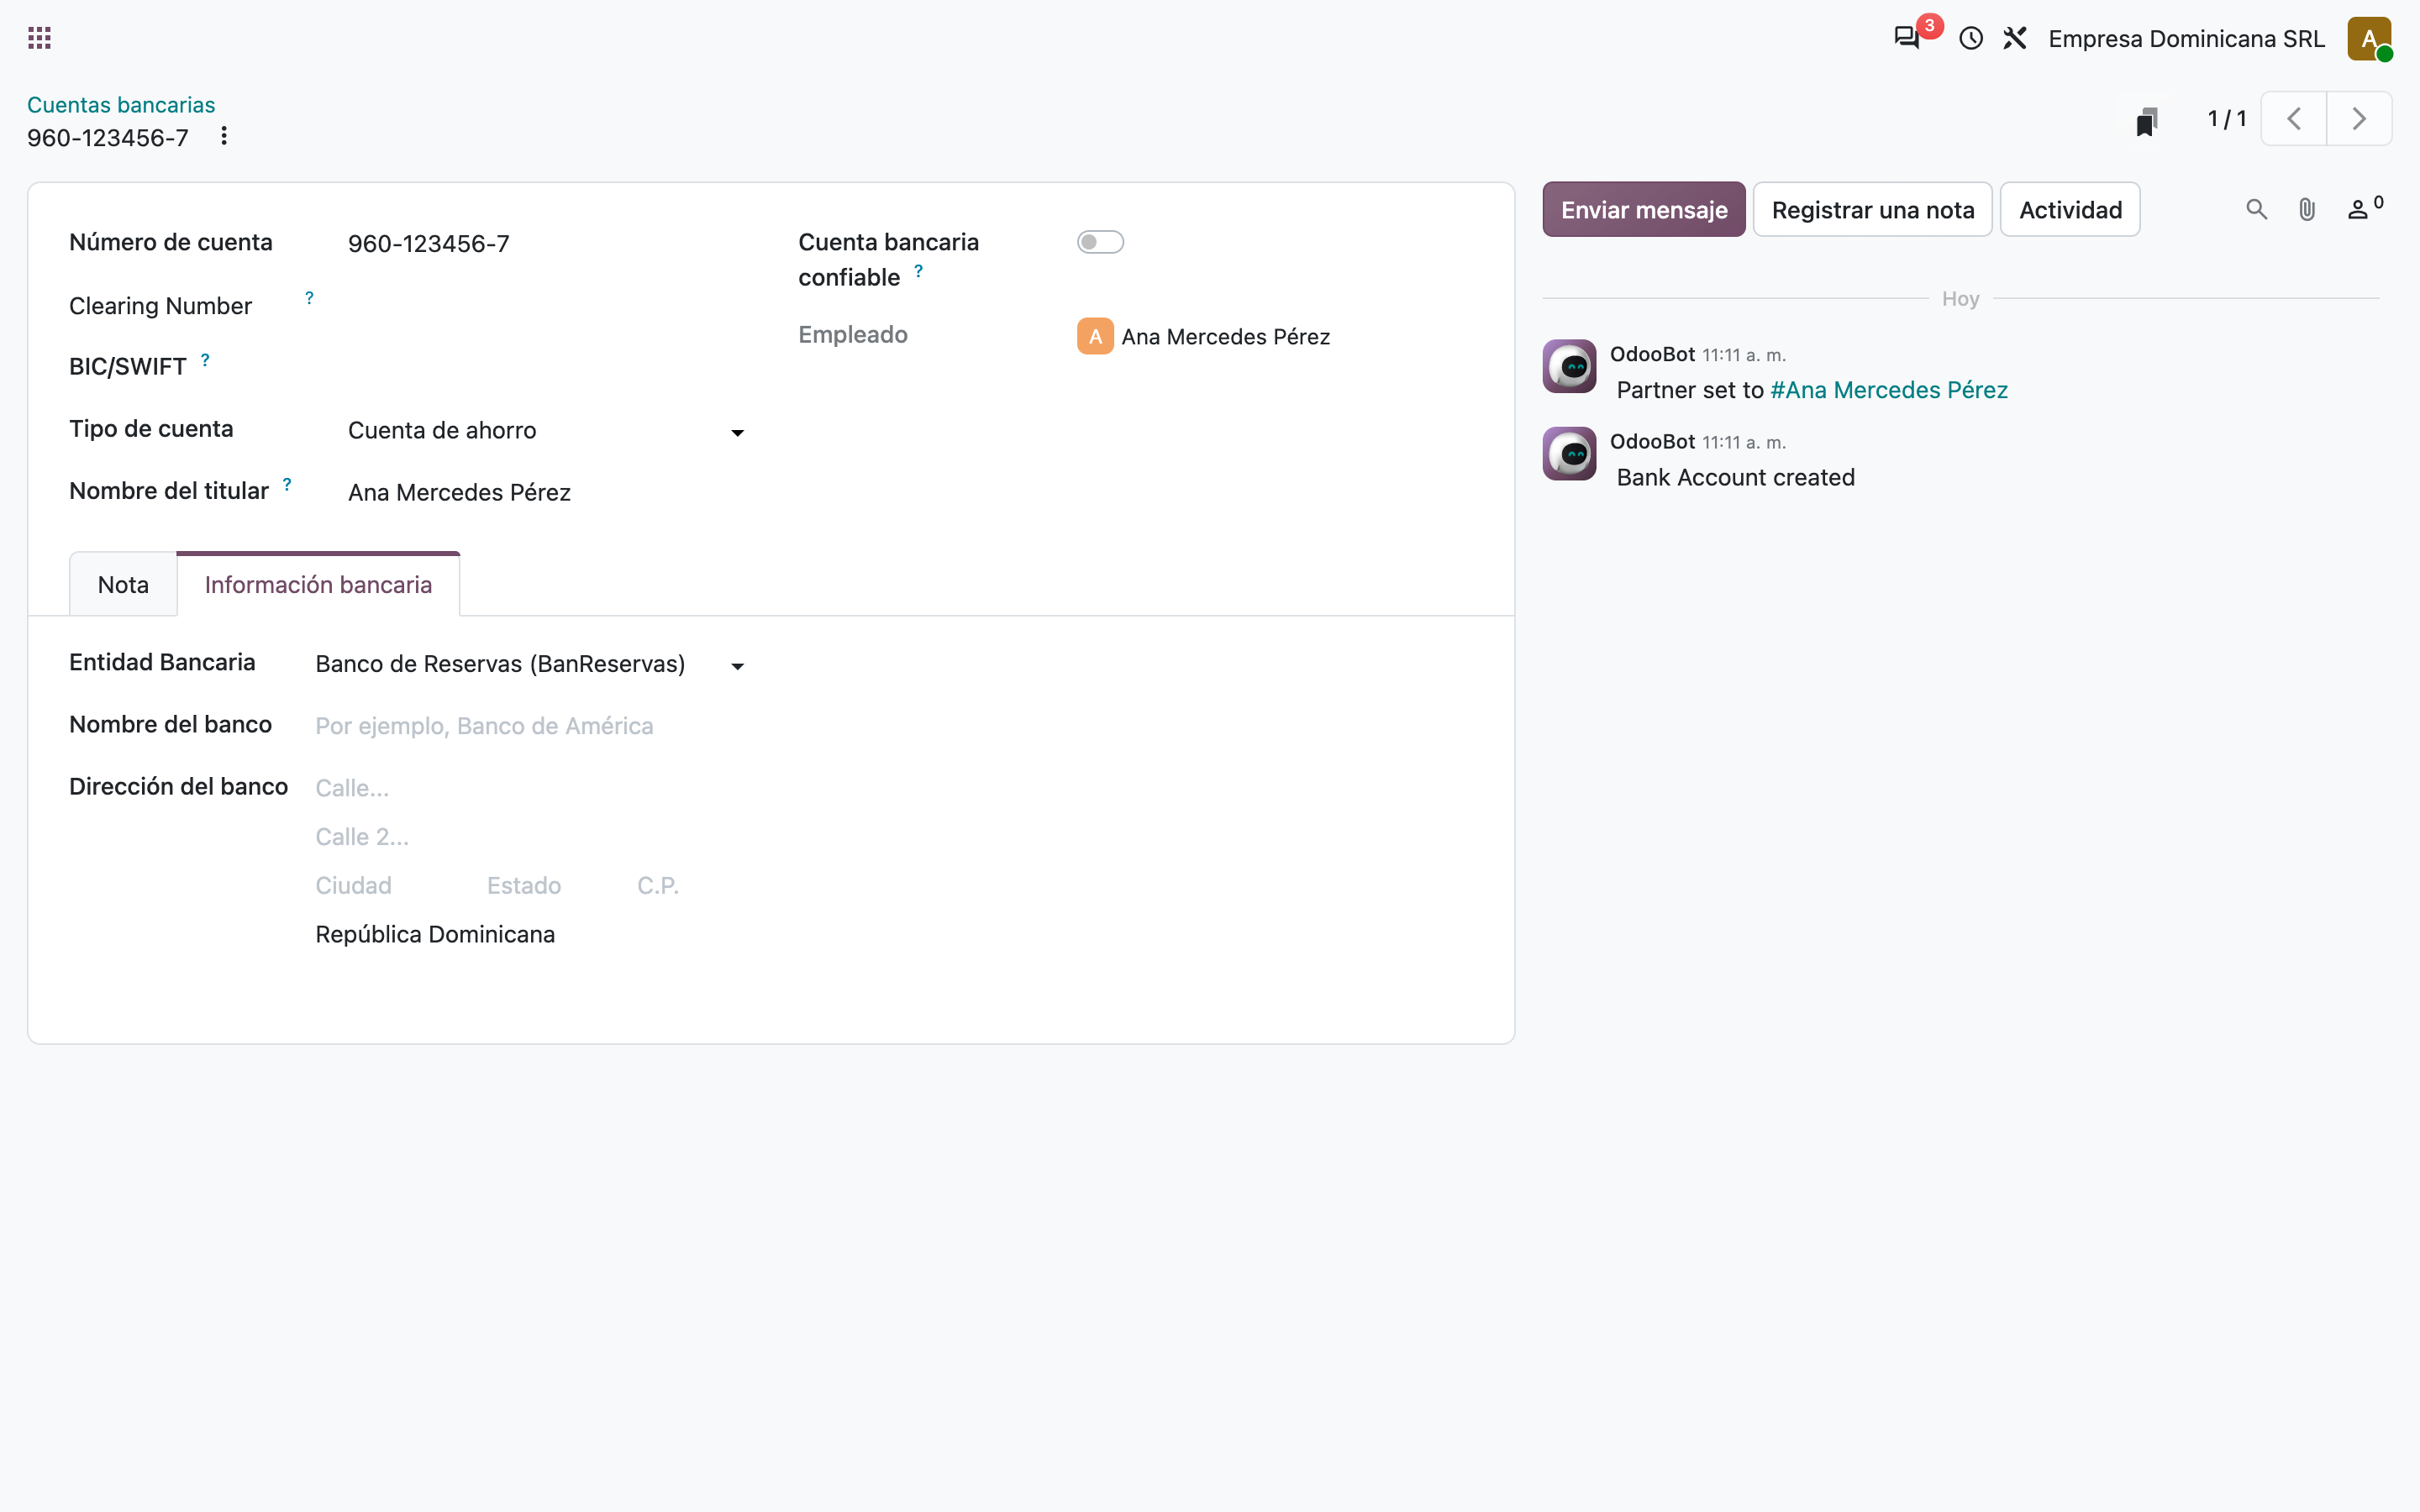 3
Empresa Dominicana SRL
A
Cuentas bancarias
960-123456-7
1 / 1
Número de cuenta 960-123456-7
Clearing Number ?
BIC/SWIFT ?
Tipo de cuenta Cuenta de ahorro
Nombre del titular ? Ana Mercedes Pérez
Cuenta bancaria
confiable ?
Empleado A Ana Mercedes Pérez
Nota Información bancaria
Entidad Bancaria Banco de Reservas (BanReservas)
Nombre del banco Por ejemplo, Banco de América
Dirección del banco Calle...
Calle 2...
Ciudad Estado C.P.
República Dominicana
Enviar mensaje Registrar una nota Actividad 0
Hoy
OdooBot 11:11 a. m.
Partner set to #Ana Mercedes Pérez
OdooBot 11:11 a. m.
Bank Account created